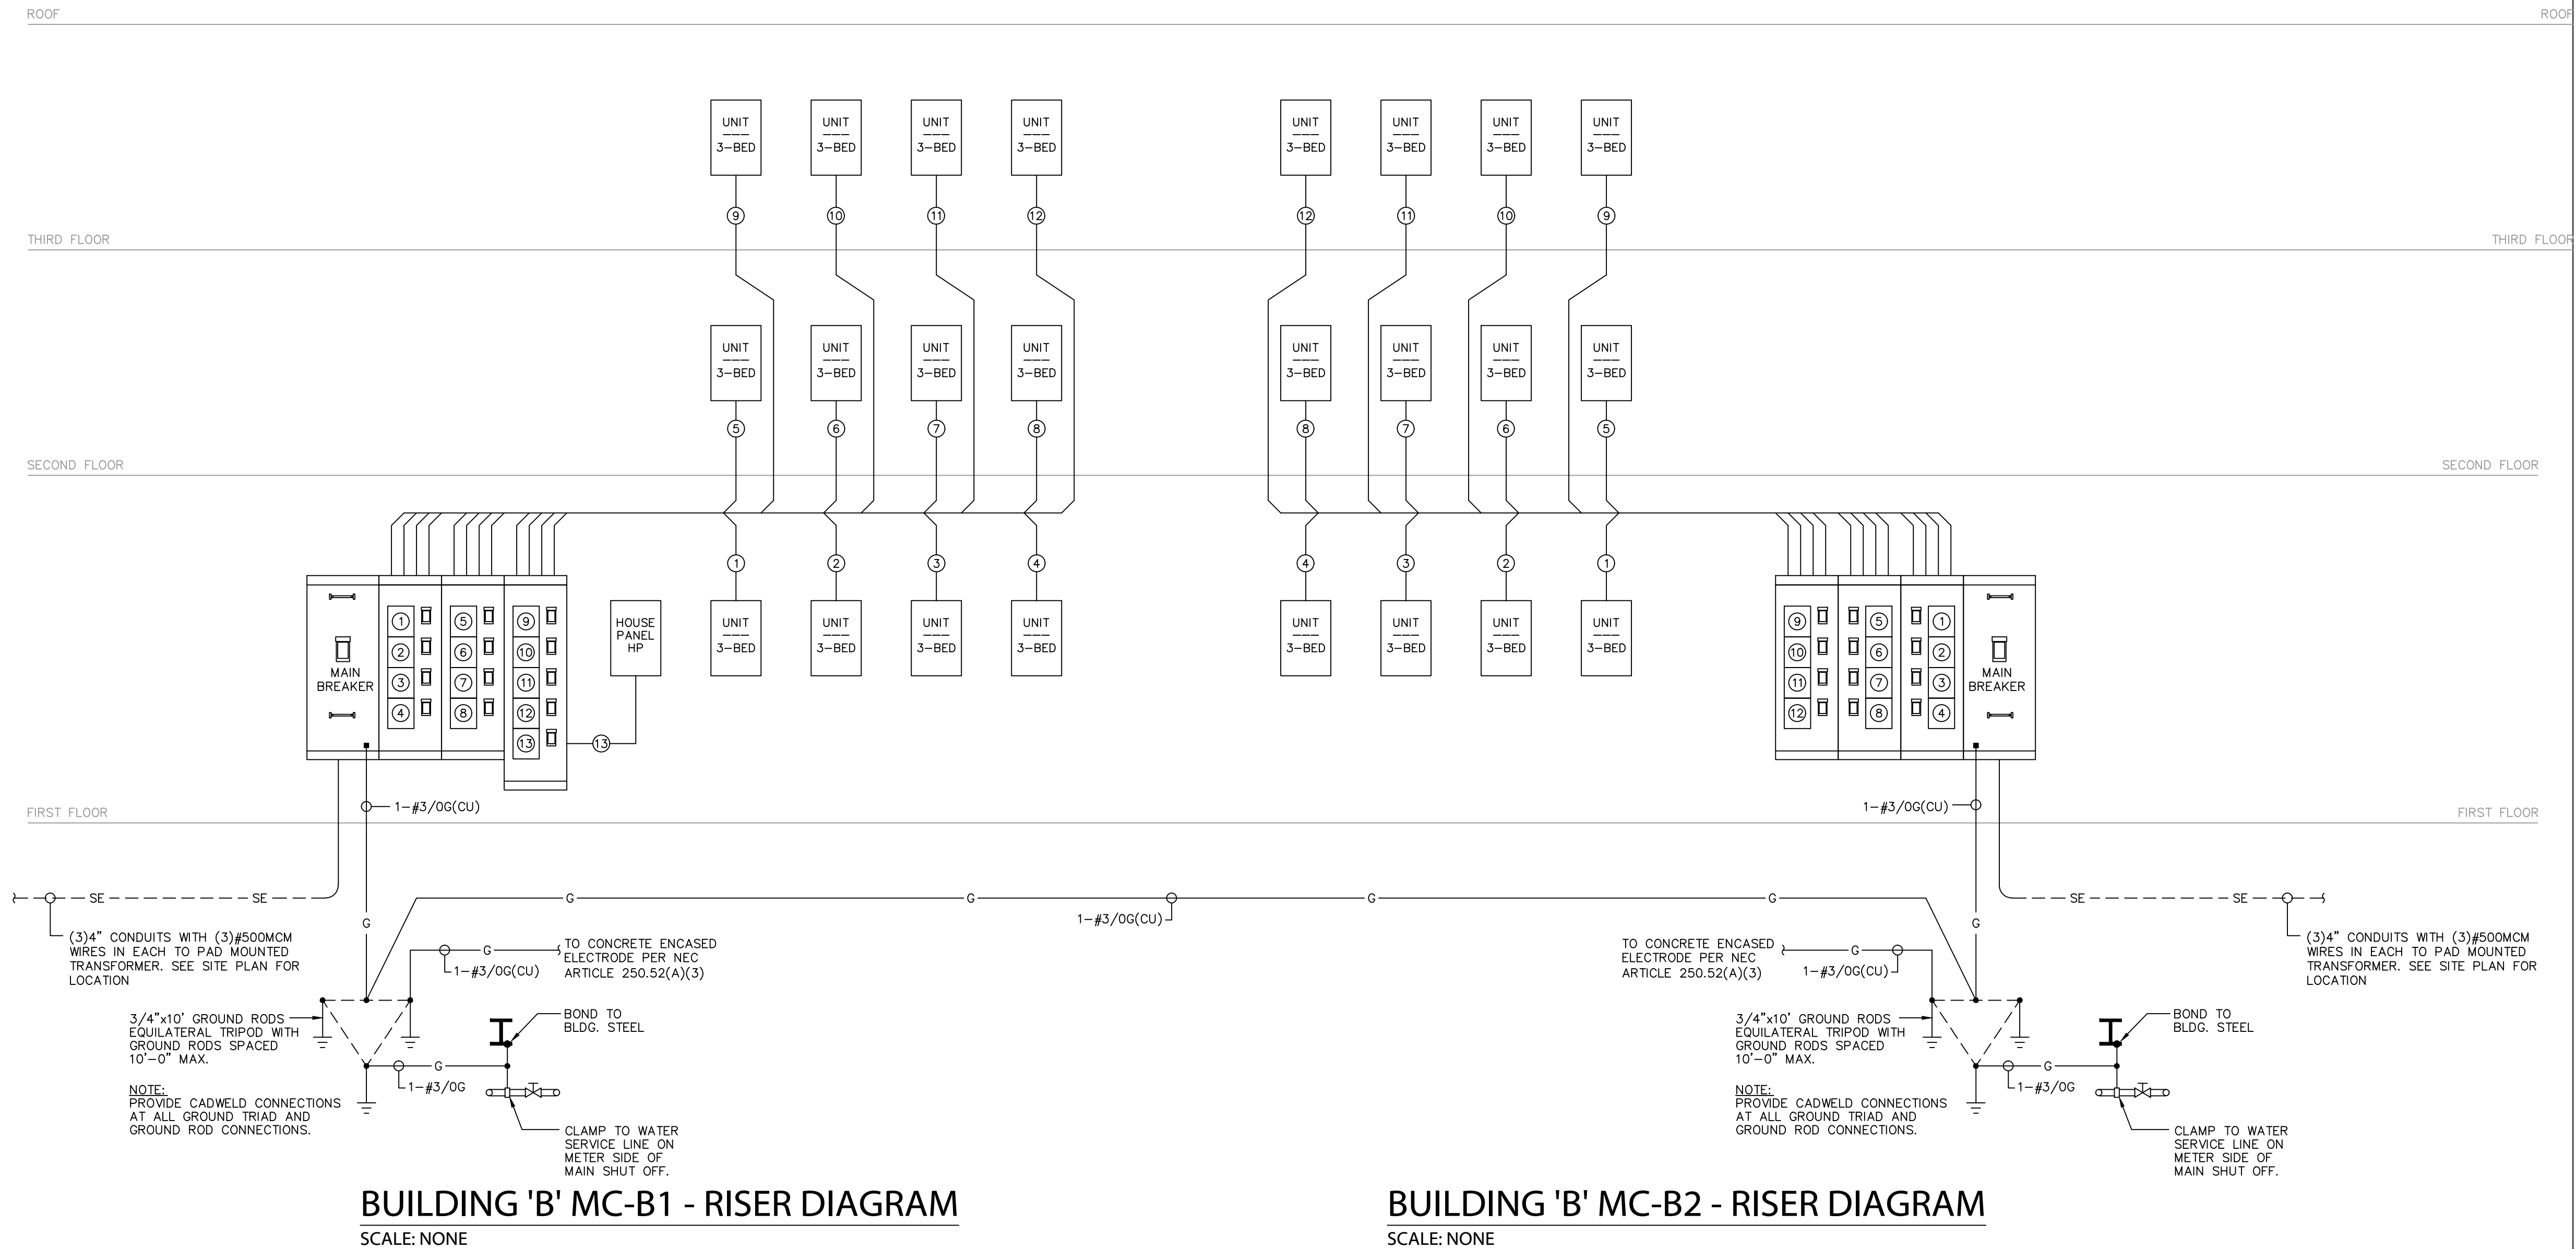 ROOF
ROOF
UNIT
---
3-BED
UNIT
---
3-BED
UNIT
---
3-BED
UNIT
---
3-BED
UNIT
---
3-BED
UNIT
---
3-BED
UNIT
---
3-BED
UNIT
---
3-BED
9
10
11
12
12
11
10
9
THIRD FLOOR
THIRD FLOOR
UNIT
---
3-BED
UNIT
---
3-BED
UNIT
---
3-BED
UNIT
---
3-BED
UNIT
---
3-BED
UNIT
---
3-BED
UNIT
---
3-BED
UNIT
---
3-BED
5
6
7
8
8
7
6
5
SECOND FLOOR
SECOND FLOOR
1
2
3
4
4
3
2
1
MAIN
BREAKER
1
2
3
4
5
6
7
8
9
10
11
12
13
13
HOUSE
PANEL
HP
UNIT
---
3-BED
UNIT
---
3-BED
UNIT
---
3-BED
UNIT
---
3-BED
UNIT
---
3-BED
UNIT
---
3-BED
UNIT
---
3-BED
UNIT
---
3-BED
9
10
11
12
5
6
7
8
1
2
3
4
MAIN
BREAKER
1-#3/0G(CU)
1-#3/0G(CU)
FIRST FLOOR
FIRST FLOOR
SE
SE
G
G
G
G
SE
SE
1-#3/0G(CU)
G
G
(3)4" CONDUITS WITH (3)#500MCM
WIRES IN EACH TO PAD MOUNTED
TRANSFORMER. SEE SITE PLAN FOR
LOCATION
G
1-#3/0G(CU)
TO CONCRETE ENCASED
ELECTRODE PER NEC
ARTICLE 250.52(A)(3)
TO CONCRETE ENCASED
ELECTRODE PER NEC
ARTICLE 250.52(A)(3)
G
1-#3/0G(CU)
(3)4" CONDUITS WITH (3)#500MCM
WIRES IN EACH TO PAD MOUNTED
TRANSFORMER. SEE SITE PLAN FOR
LOCATION
3/4"x10' GROUND RODS
EQUILATERAL TRIPOD WITH
GROUND RODS SPACED
10'-0" MAX.
BOND TO
BLDG. STEEL
G
1-#3/0G
NOTE:
PROVIDE CADWELD CONNECTIONS
AT ALL GROUND TRIAD AND
GROUND ROD CONNECTIONS.
CLAMP TO WATER
SERVICE LINE ON
METER SIDE OF
MAIN SHUT OFF.
3/4"x10' GROUND RODS
EQUILATERAL TRIPOD WITH
GROUND RODS SPACED
10'-0" MAX.
BOND TO
BLDG. STEEL
G
1-#3/0G
NOTE:
PROVIDE CADWELD CONNECTIONS
AT ALL GROUND TRIAD AND
GROUND ROD CONNECTIONS.
CLAMP TO WATER
SERVICE LINE ON
METER SIDE OF
MAIN SHUT OFF.
BUILDING 'B' MC-B1 - RISER DIAGRAM
SCALE: NONE
BUILDING 'B' MC-B2 - RISER DIAGRAM
SCALE: NONE